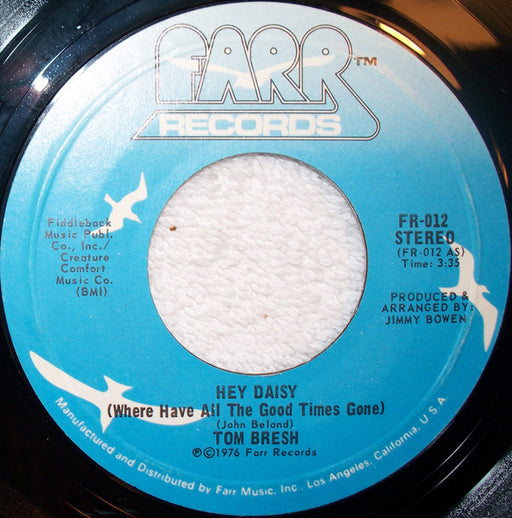 FARR™
RECORDS
Fiddleback
Music Publ.
Co., Inc./
Creature
Comfort
Music Co.
(BMI)
FR-012
STEREO
(FR-012 AS)
Time: 3:35
PRODUCED &
ARRANGED BY:
JIMMY BOWEN
HEY DAISY
(Where Have All The Good Times Gone)
(John Beland)
TOM BRESH
℗©1976 Farr Records
Manufactured and Distributed by Farr Music, Inc., Los Angeles, California, U.S.A